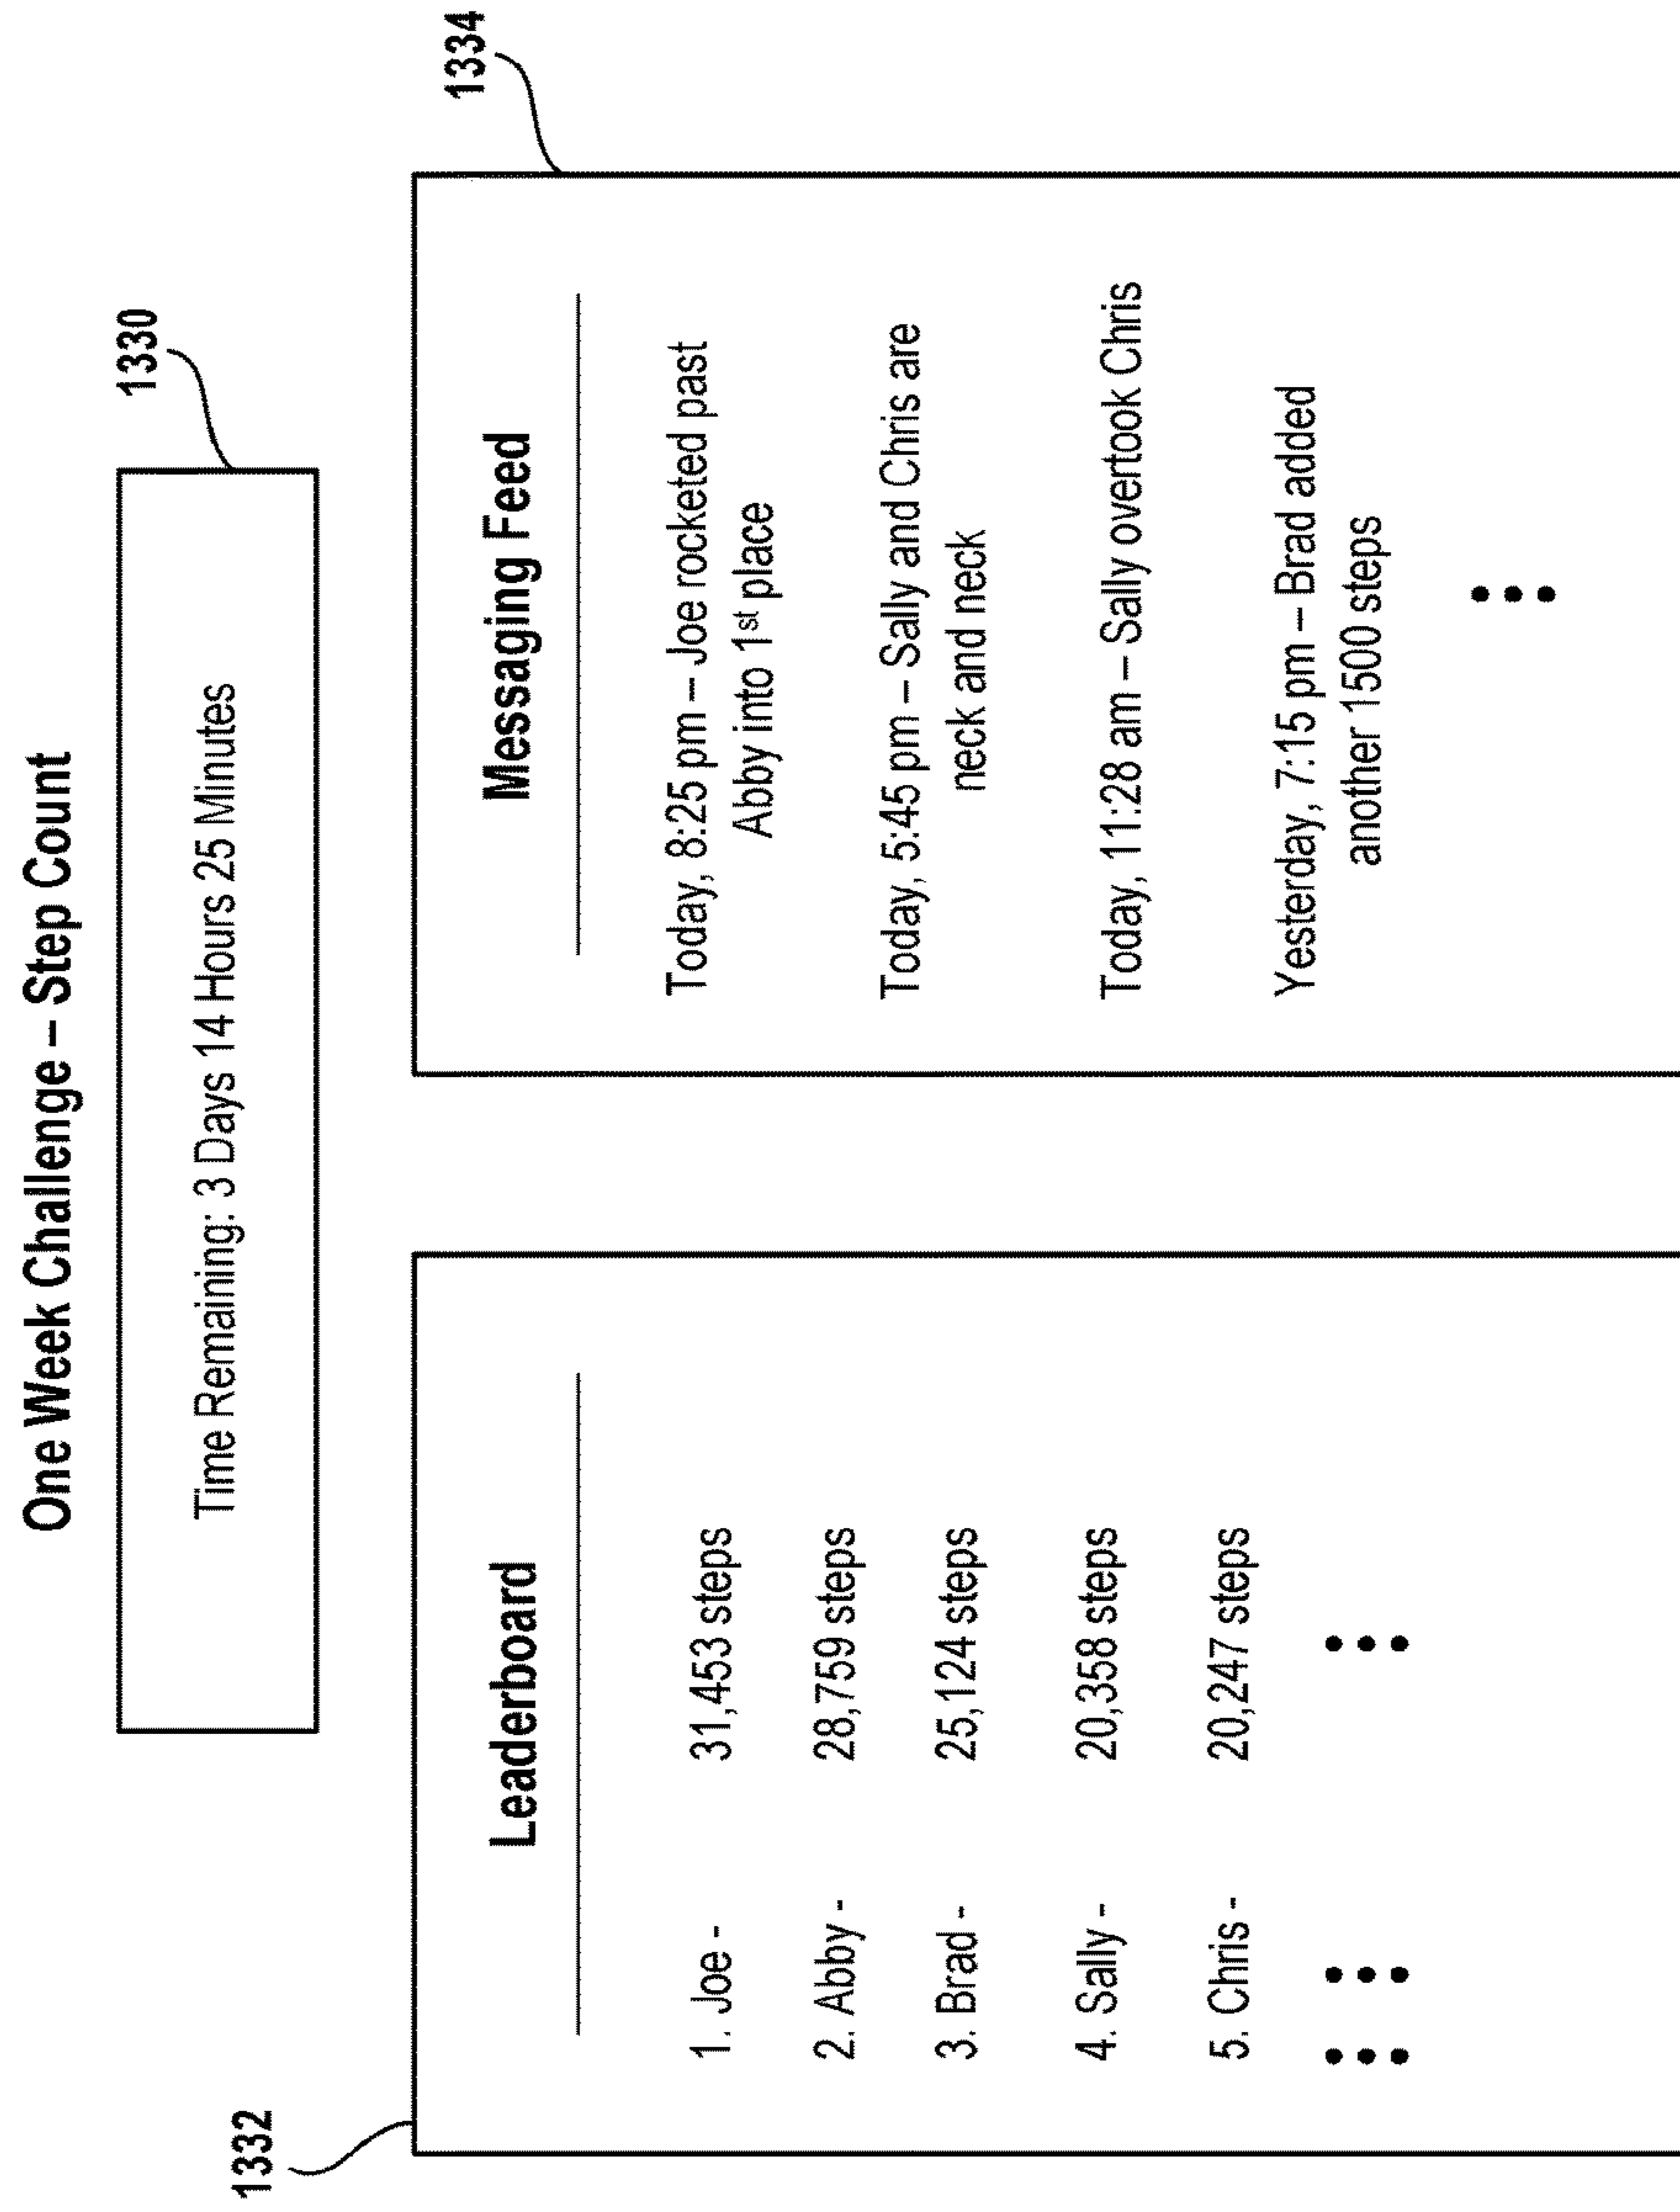 One Week Challenge – Step Count
1330
Time Remaining: 3 Days 14 Hours 25 Minutes
1332
Leaderboard
1. Joe - 31,453 steps
2. Abby - 28,759 steps
3. Brad - 25,124 steps
4. Sally - 20,358 steps
5. Chris - 20,247 steps
1334
Messaging Feed
Today, 8:25 pm – Joe rocketed past
Abby into 1st place
Today, 5:45 pm – Sally and Chris are
neck and neck
Today, 11:28 am – Sally overtook Chris
Yesterday, 7:15 pm – Brad added
another 1500 steps